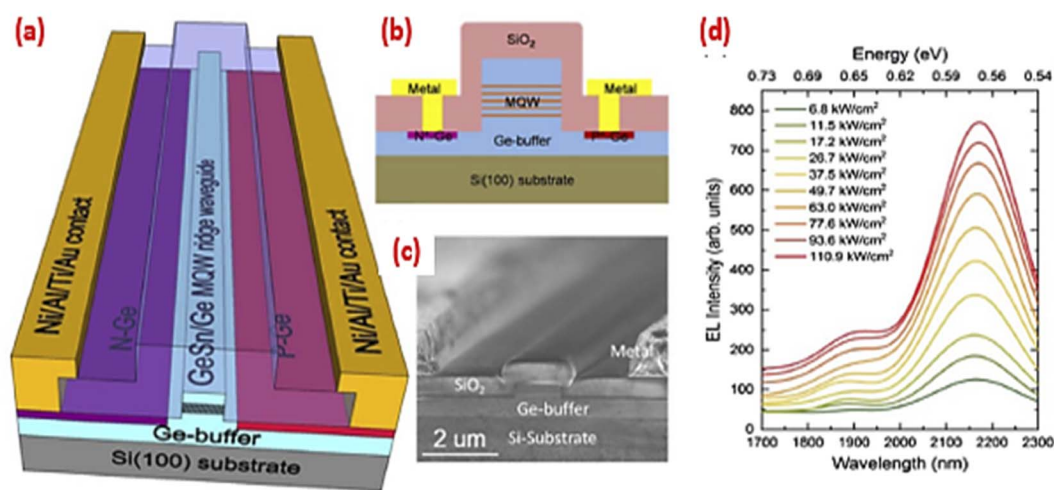 (a)
Ni/Al/Ti/Au contact
N-Ge
GeSn/Ge MQW ridge waveguide
P-Ge
Ni/Al/Ti/Au contact
Ge-buffer
Si(100) substrate
(b)
SiO2
Metal
MQW
Metal
N+-Ge
P+-Ge
Ge-buffer
Si(100) substrate
(c)
SiO2
Metal
Ge-buffer
Si-Substrate
2 um
(d)
Energy (eV)
0.73 0.69 0.65 0.62 0.59 0.56 0.54
EL Intensity (arb. units)
800
700
600
500
400
300
200
100
0
6.8 kW/cm2
11.5 kW/cm2
17.2 kW/cm2
26.7 kW/cm2
37.5 kW/cm2
49.7 kW/cm2
63.0 kW/cm2
77.6 kW/cm2
93.6 kW/cm2
110.9 kW/cm2
1700 1800 1900 2000 2100 2200 2300
Wavelength (nm)